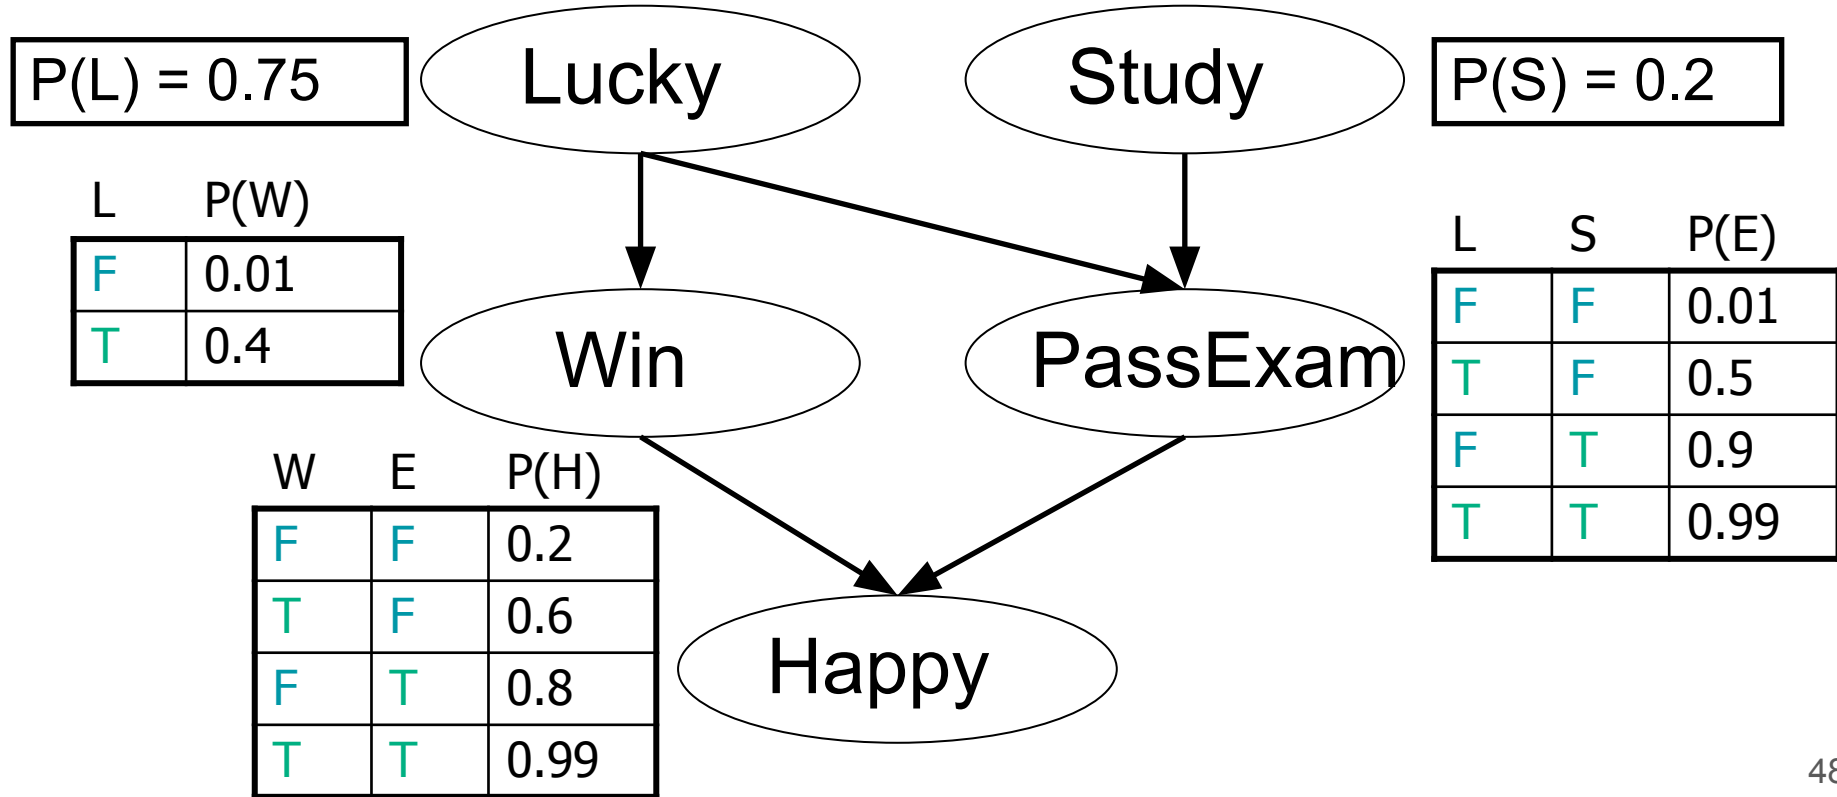 P(L) = 0.75
Lucky
Study
P(S) = 0.2
L P(W)
F 0.01
T 0.4
L S P(E)
F F 0.01
T F 0.5
F T 0.9
T T 0.99
Win
PassExam
W E P(H)
F F 0.2
T F 0.6
F T 0.8
T T 0.99
Happy
48